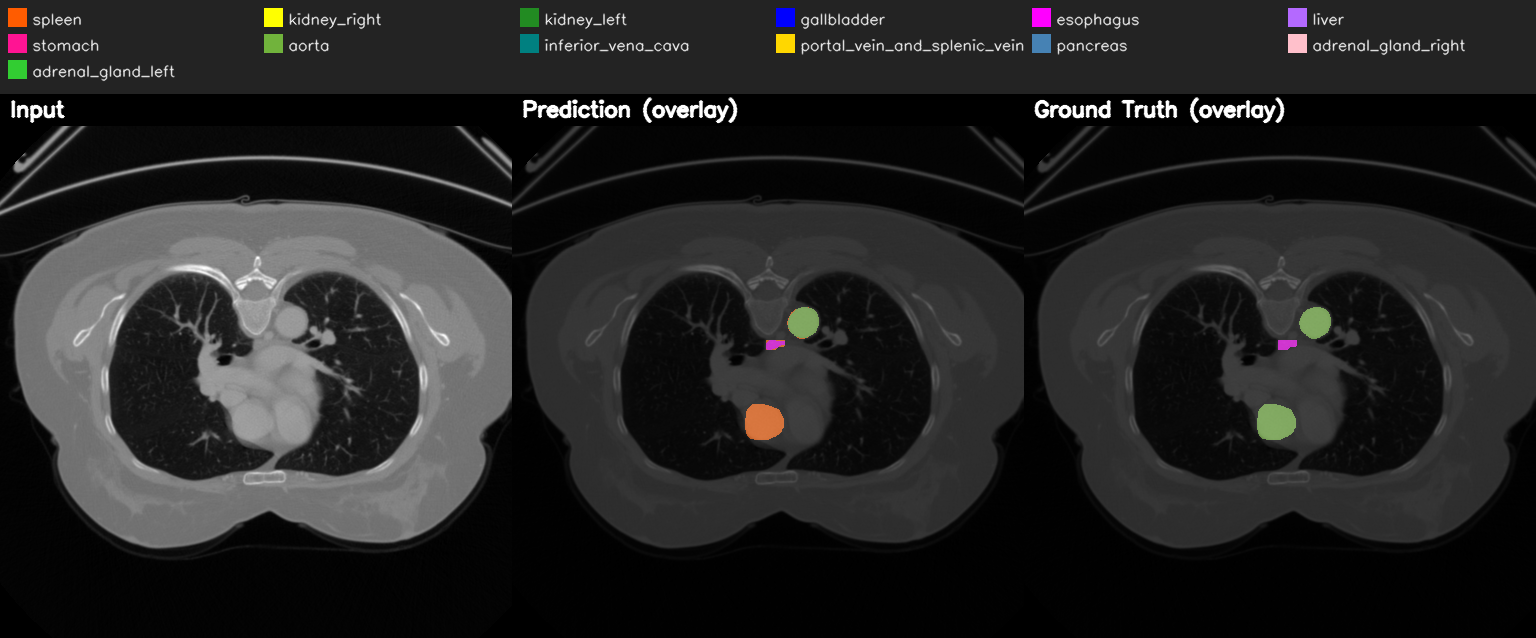 spleen kidney_right kidney_left gallbladder esophagus liver
stomach aorta inferior_vena_cava portal_vein_and_splenic_vein pancreas adrenal_gland_right
adrenal_gland_left
Input Prediction (overlay) Ground Truth (overlay)